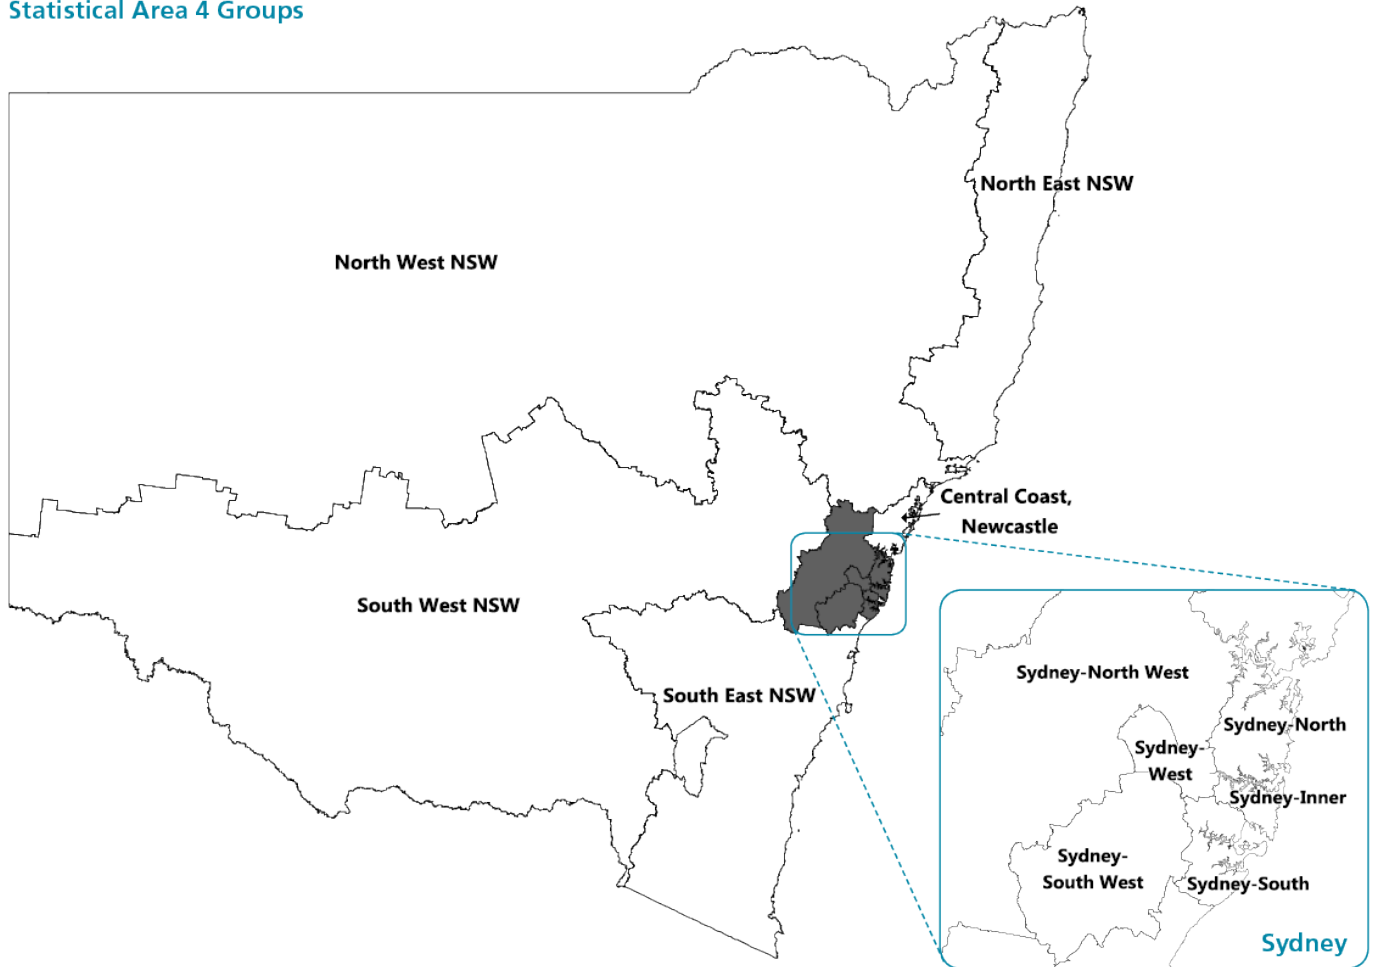 Statistical Area 4 Groups
North East NSW
North West NSW
Central Coast,
Newcastle
South West NSW
South East NSW
Sydney-North West
Sydney-North
Sydney-
West
Sydney-Inner
Sydney-
South West
Sydney-South
Sydney